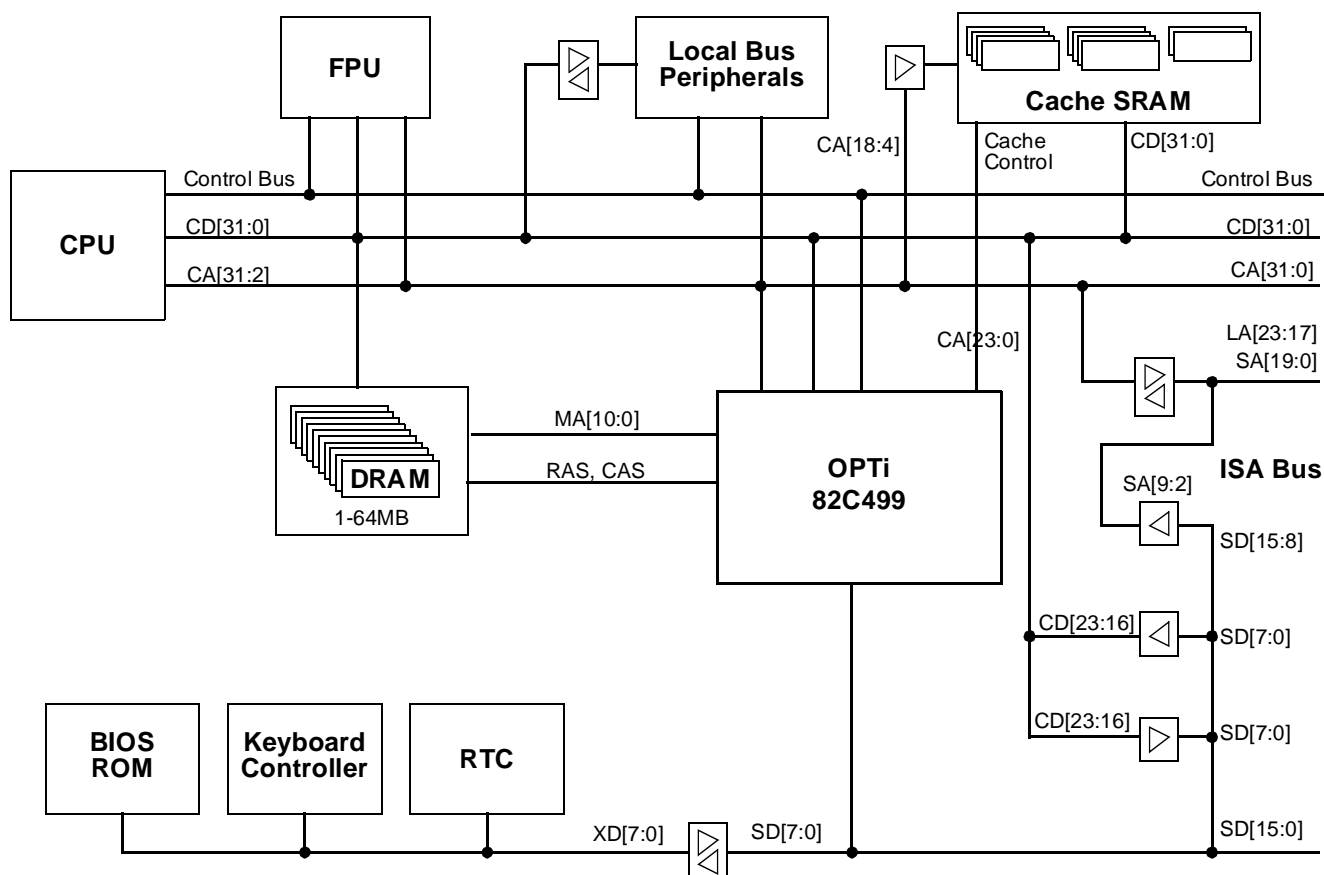 FPU
Local Bus
Peripherals
Cache SRAM
CA[18:4]
Cache
Control
CD[31:0]
CPU
Control Bus
Control Bus
CD[31:0]
CD[31:0]
CA[31:2]
CA[31:0]
CA[23:0]
LA[23:17]
SA[19:0]
DRAM
1-64MB
MA[10:0]
RAS, CAS
OPTi
82C499
ISA Bus
SA[9:2]
SD[15:8]
CD[23:16]
SD[7:0]
CD[23:16]
SD[7:0]
BIOS
ROM
Keyboard
Controller
RTC
XD[7:0]
SD[7:0]
SD[15:0]